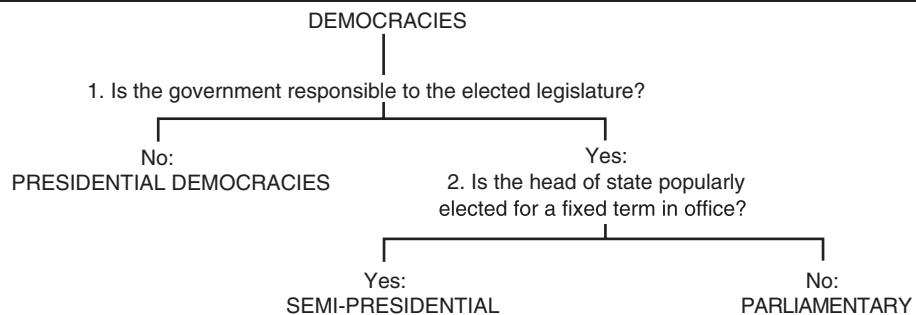 DEMOCRACIES
1. Is the government responsible to the elected legislature?
No:
PRESIDENTIAL DEMOCRACIES
Yes:
2. Is the head of state popularly
elected for a fixed term in office?
Yes:
SEMI-PRESIDENTIAL
No:
PARLIAMENTARY